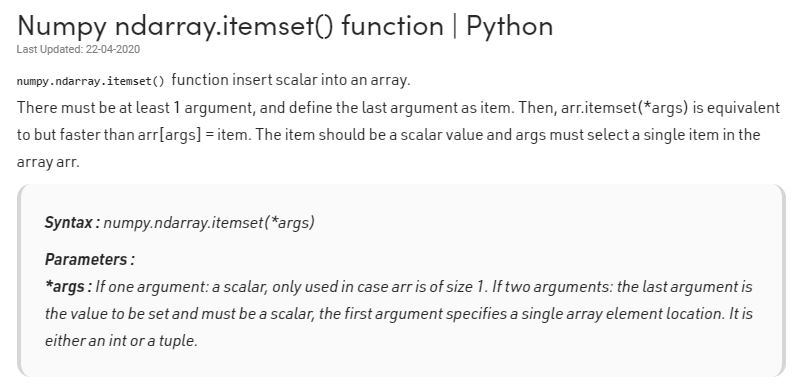 Numpy ndarray.itemset() function | Python
Last Updated: 22-04-2020
numpy.ndarray.itemset() function insert scalar into an array.
There must be at least 1 argument, and define the last argument as item. Then, arr.itemset(*args) is equivalent
to but faster than arr[args] = item. The item should be a scalar value and args must select a single item in the
array arr.
Syntax : numpy.ndarray.itemset(*args)
Parameters :
*args : If one argument: a scalar, only used in case arr is of size 1. If two arguments: the last argument is
the value to be set and must be a scalar, the first argument specifies a single array element location. It is
either an int or a tuple.